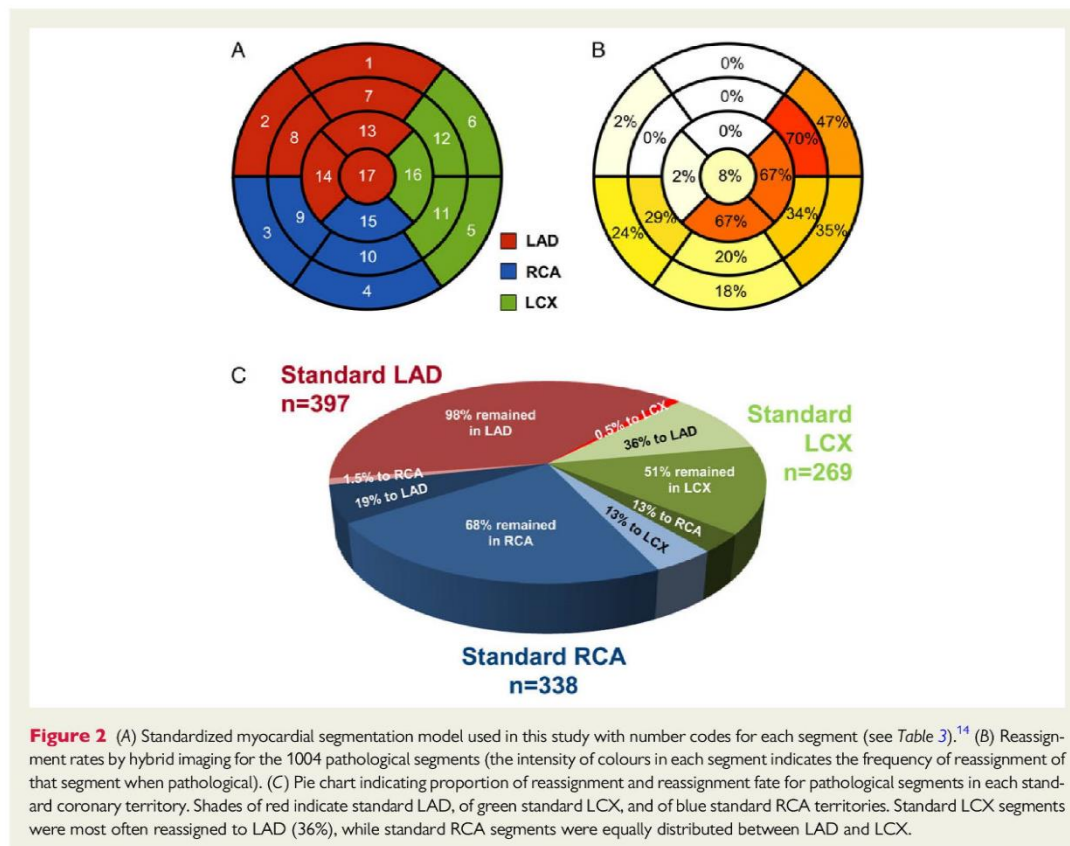 A
1
7
13
2
8
14
17
6
12
16
3
9
15
11
5
10
4
LAD
RCA
LCX
B
0%
0%
0%
2%
0%
2%
8%
47%
70%
67%
24%
29%
67%
34%
35%
20%
18%
C
Standard LAD
n=397
98% remained
in LAD
0.5% to LCX
36% to LAD
Standard
LCX
n=269
51% remained
in LCX
13% to RCA
1.5% to RCA
19% to LAD
68% remained
in RCA
13% to LCX
Standard RCA
n=338
Figure 2 (A) Standardized myocardial segmentation model used in this study with number codes for each segment (see Table 3).14 (B) Reassign-
ment rates by hybrid imaging for the 1004 pathological segments (the intensity of colours in each segment indicates the frequency of reassignment of
that segment when pathological). (C) Pie chart indicating proportion of reassignment and reassignment fate for pathological segments in each stand-
ard coronary territory. Shades of red indicate standard LAD, of green standard LCX, and of blue standard RCA territories. Standard LCX segments
were most often reassigned to LAD (36%), while standard RCA segments were equally distributed between LAD and LCX.